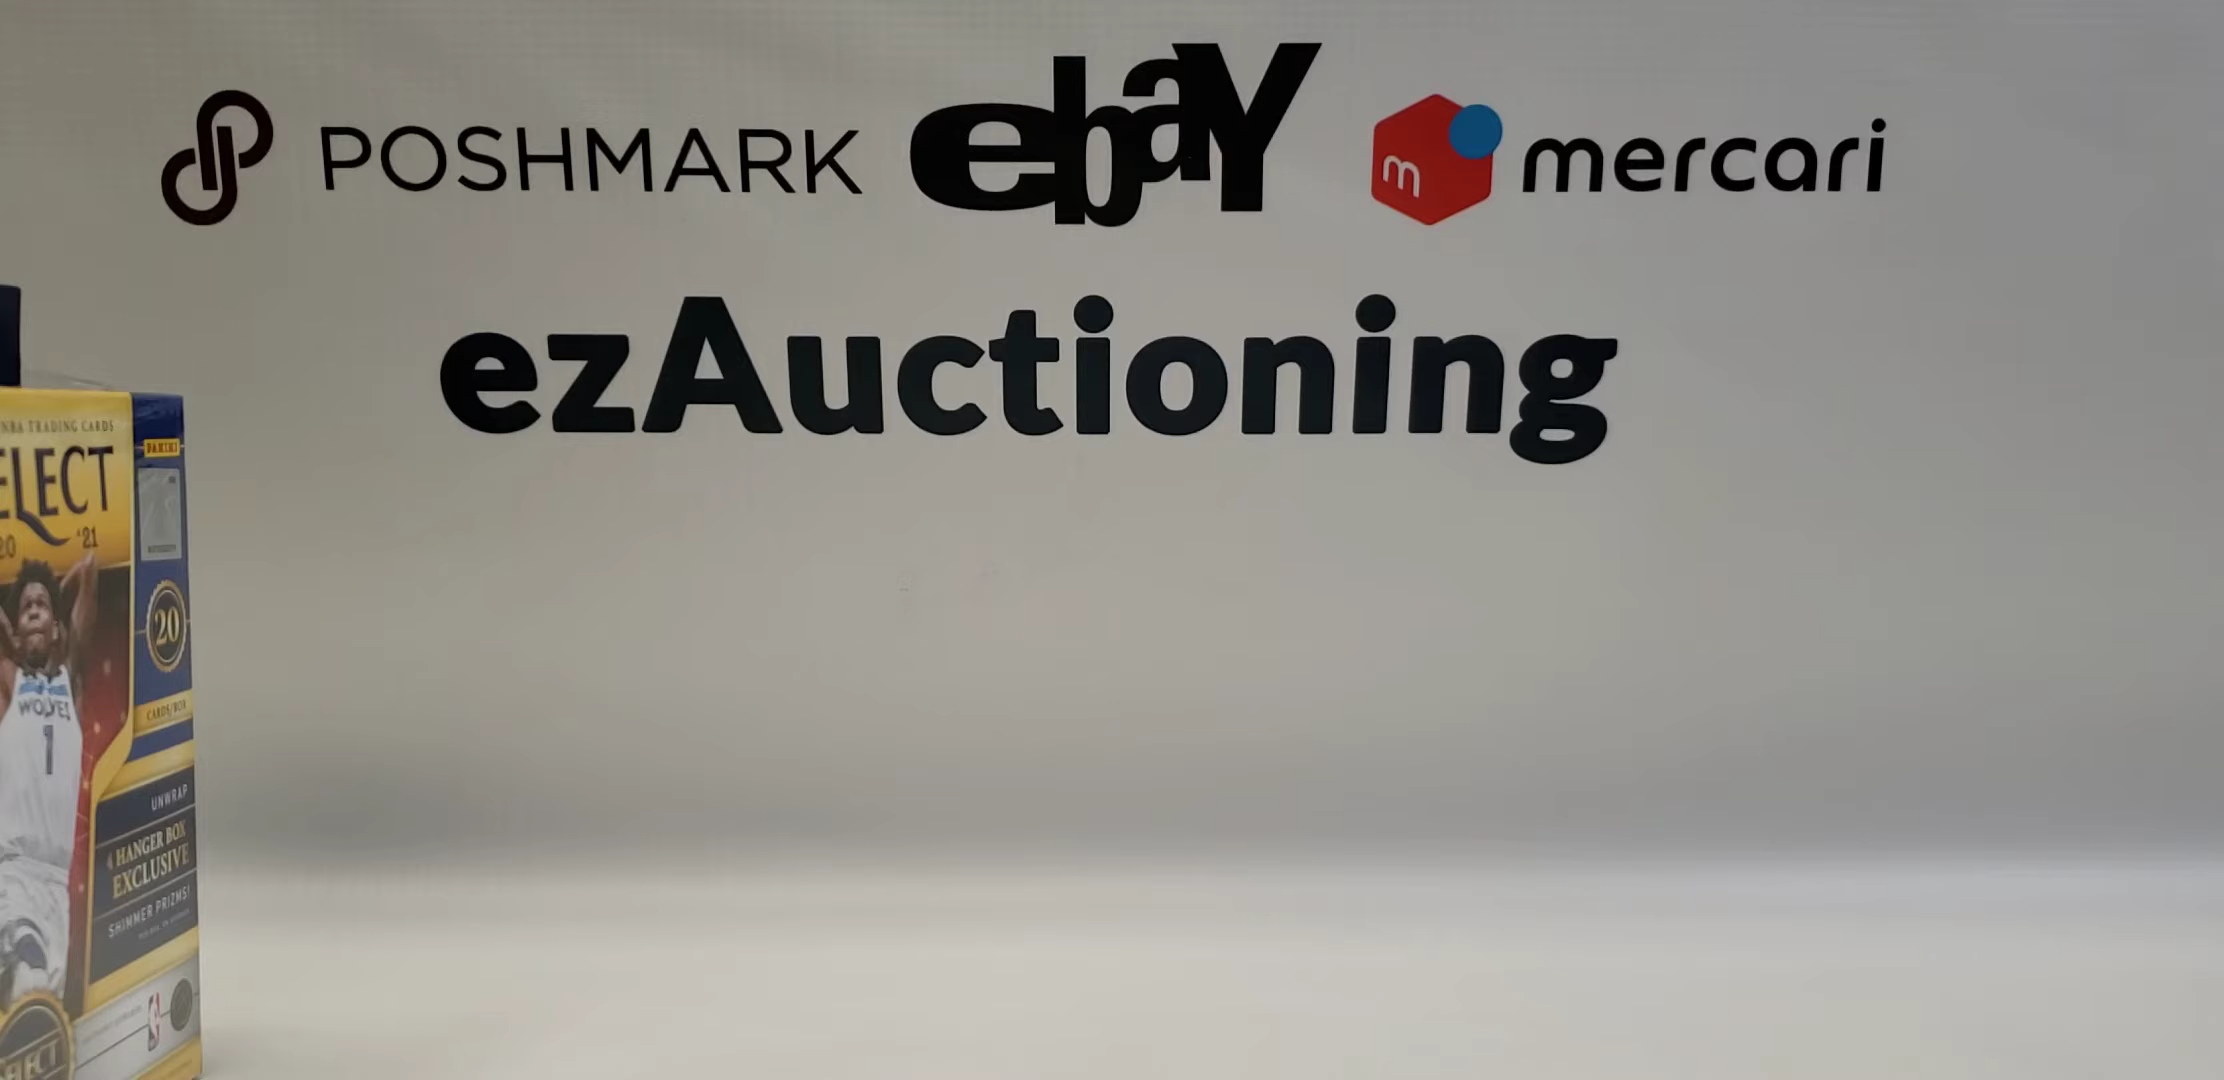 POSHMARK ebaY m mercari
ezAuctioning
NBA TRADING CARDS
ELECT
20 '21
PANINI
20
CARDS/BOX
WOLVES
1
UNWRAP
4 HANGER BOX
EXCLUSIVE
SHIMMER PRIZMS!